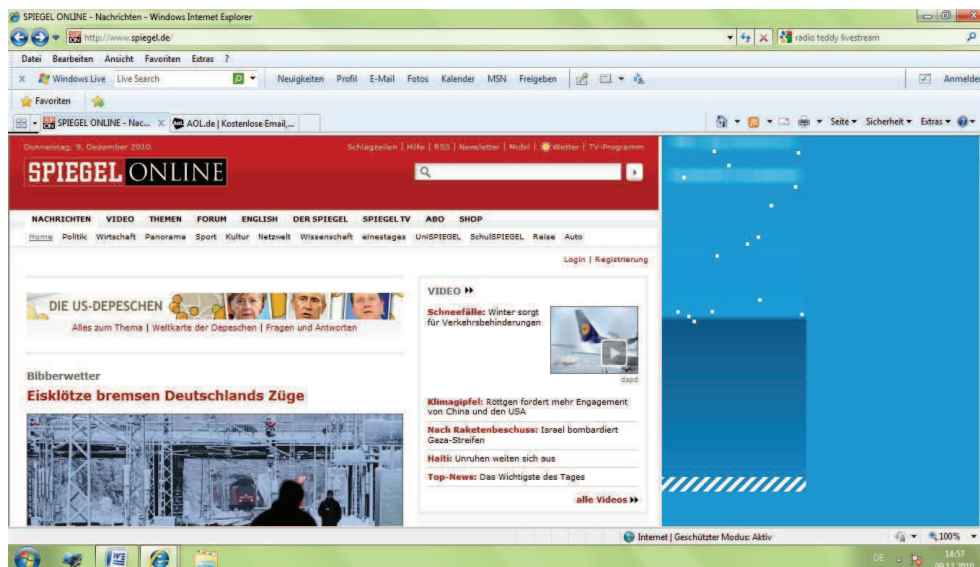 SPIEGEL ONLINE - Nachrichten - Windows Internet Explorer
http://www.spiegel.de/
radio teddy livestream
Datei Bearbeiten Ansicht Favoriten Extras ?
x Windows Live Live Search Neuigkeiten Profil E-Mail Fotos Kalender MSN Freigeben Anmelden
Favoriten
SPIEGEL ONLINE - Nac... x AOL.de | Kostenlose Email,... Seite Sicherheit Extras
Donnerstag, 9. Dezember 2010 Schlagzeilen | Hilfe | RSS | Newsletter | Mobil | Wetter | TV-Programm
SPIEGEL ONLINE
NACHRICHTEN VIDEO THEMEN FORUM ENGLISH DER SPIEGEL SPIEGEL TV ABO SHOP
Home Politik Wirtschaft Panorama Sport Kultur Netzwelt Wissenschaft einestages UniSPIEGEL SchulSPIEGEL Reise Auto
Login | Registrierung
DIE US-DEPESCHEN
Alles zum Thema | Weltkarte der Depeschen | Fragen und Antworten
Bibberwetter
Eisklötze bremsen Deutschlands Züge
VIDEO
Schneefälle: Winter sorgt
für Verkehrsbehinderungen
dapd
Klimagipfel: Röttgen fordert mehr Engagement
von China und den USA
Nach Raketenbeschuss: Israel bombardiert
Gaza-Streifen
Haiti: Unruhen weiten sich aus
Top-News: Das Wichtigste des Tages
alle Videos
Internet | Geschützter Modus: Aktiv 100%
DE 14:57
09.12.2010